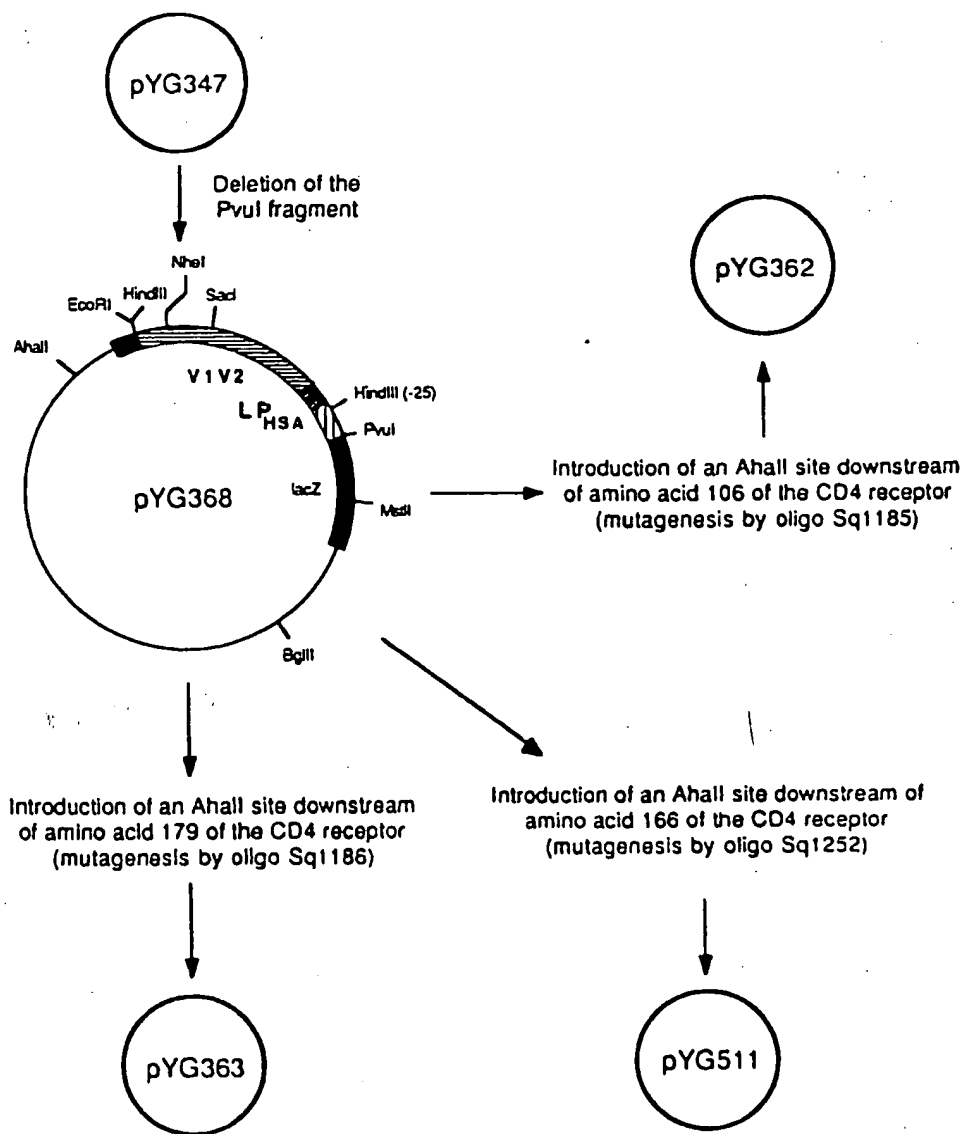 pYG347
Deletion of the
PvuI fragment
NheI
HindIII
SacI
EcoRI
AhaII
V1V2
HindIII (-25)
LP HSA
PvuI
lacZ
MstII
pYG368
BglII
pYG362
Introduction of an AhaII site downstream
of amino acid 106 of the CD4 receptor
(mutagenesis by oligo Sq1185)
Introduction of an AhaII site downstream
of amino acid 179 of the CD4 receptor
(mutagenesis by oligo Sq1186)
Introduction of an AhaII site downstream of
amino acid 166 of the CD4 receptor
(mutagenesis by oligo Sq1252)
pYG363
pYG511